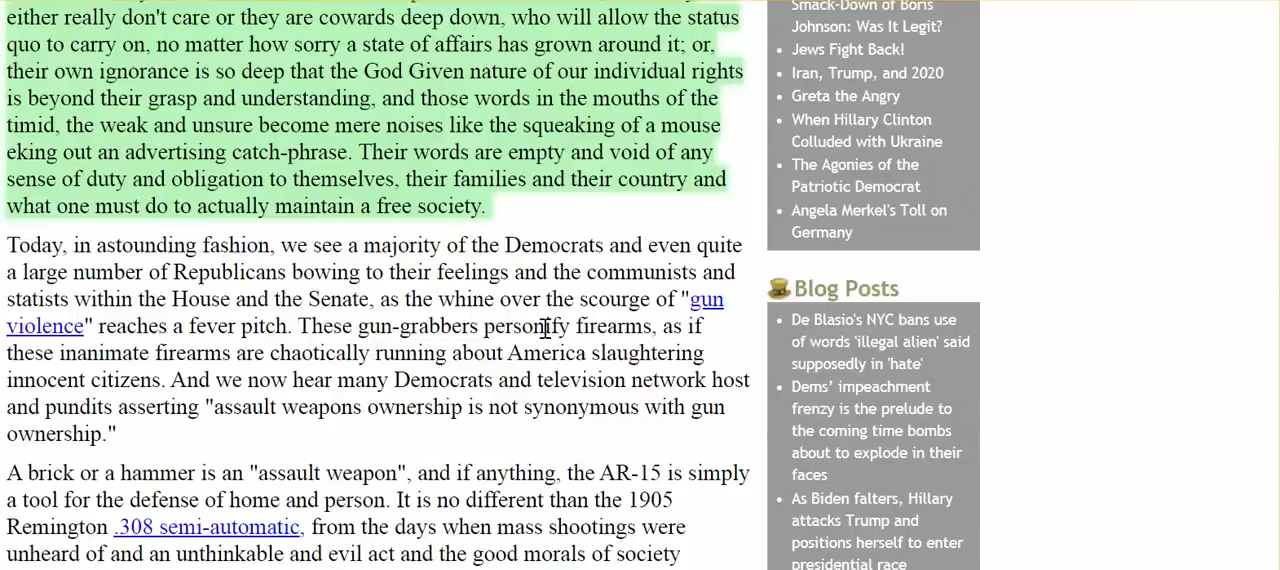 either really don't care or they are cowards deep down, who will allow the status
quo to carry on, no matter how sorry a state of affairs has grown around it; or,
their own ignorance is so deep that the God Given nature of our individual rights
is beyond their grasp and understanding, and those words in the mouths of the
timid, the weak and unsure become mere noises like the squeaking of a mouse
eking out an advertising catch-phrase. Their words are empty and void of any
sense of duty and obligation to themselves, their families and their country and
what one must do to actually maintain a free society.
Today, in astounding fashion, we see a majority of the Democrats and even quite
a large number of Republicans bowing to their feelings and the communists and
statists within the House and the Senate, as the whine over the scourge of "gun
violence" reaches a fever pitch. These gun-grabbers personify firearms, as if
these inanimate firearms are chaotically running about America slaughtering
innocent citizens. And we now hear many Democrats and television network host
and pundits asserting "assault weapons ownership is not synonymous with gun
ownership."
A brick or a hammer is an "assault weapon", and if anything, the AR-15 is simply
a tool for the defense of home and person. It is no different than the 1905
Remington .308 semi-automatic, from the days when mass shootings were
unheard of and an unthinkable and evil act and the good morals of society
Smack-Down of Boris
Johnson: Was It Legit?
• Jews Fight Back!
• Iran, Trump, and 2020
• Greta the Angry
• When Hillary Clinton
Colluded with Ukraine
• The Agonies of the
Patriotic Democrat
• Angela Merkel's Toll on
Germany
Blog Posts
• De Blasio's NYC bans use
of words 'illegal alien' said
supposedly in 'hate'
• Dems' impeachment
frenzy is the prelude to
the coming time bombs
about to explode in their
faces
• As Biden falters, Hillary
attacks Trump and
positions herself to enter
presidential race